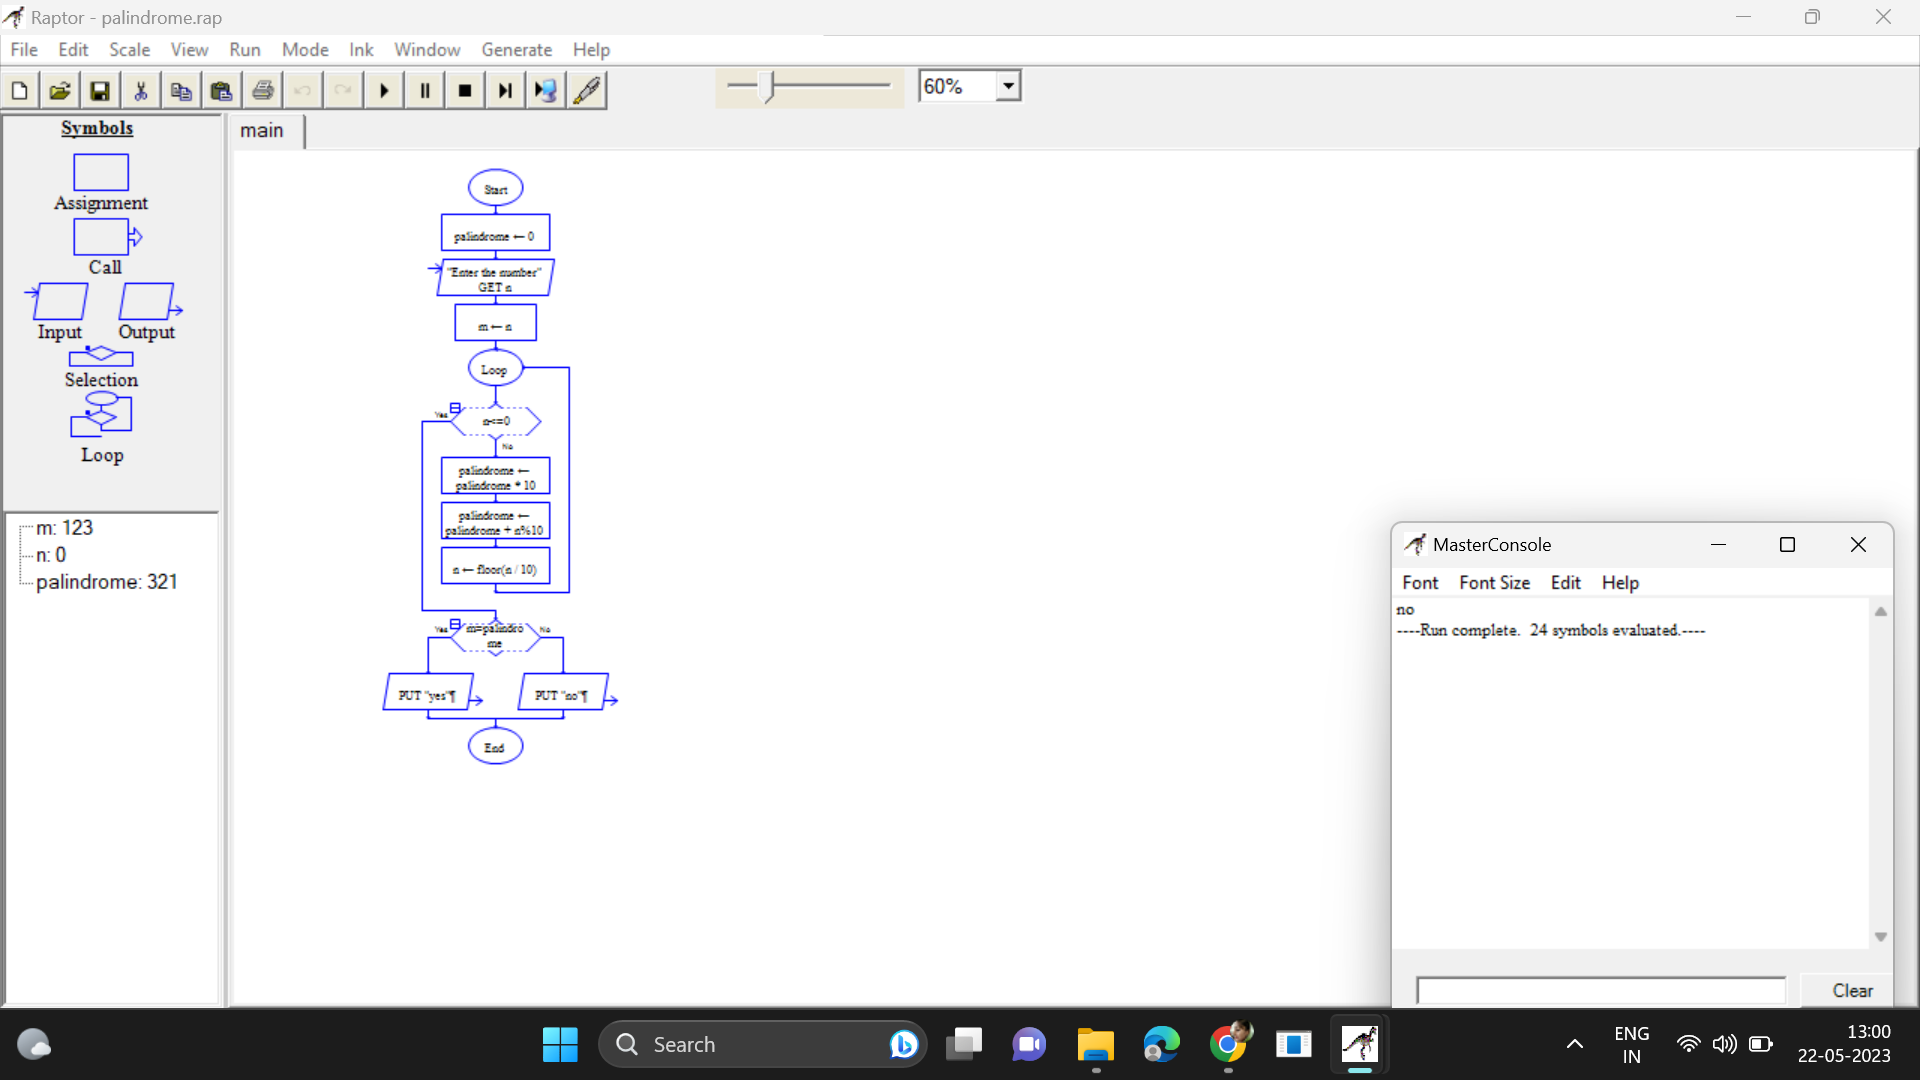 Raptor - palindrome.rap
File Edit Scale View Run Mode Ink Window Generate Help
60%
Symbols
main
Assignment
Call
Input Output
Selection
Loop
Start
palindrome ← 0
"Enter the number"
GET n
m ← n
Loop
Yes
n<=0
No
palindrome ←
palindrome * 10
palindrome ←
palindrome + n%10
n ← floor(n / 10)
Yes
m=palindro
me
No
PUT "yes"¶
PUT "no"¶
End
m: 123
n: 0
palindrome: 321
MasterConsole
Font Font Size Edit Help
no
----Run complete. 24 symbols evaluated.----
Clear
Search
ENG
IN
13:00
22-05-2023